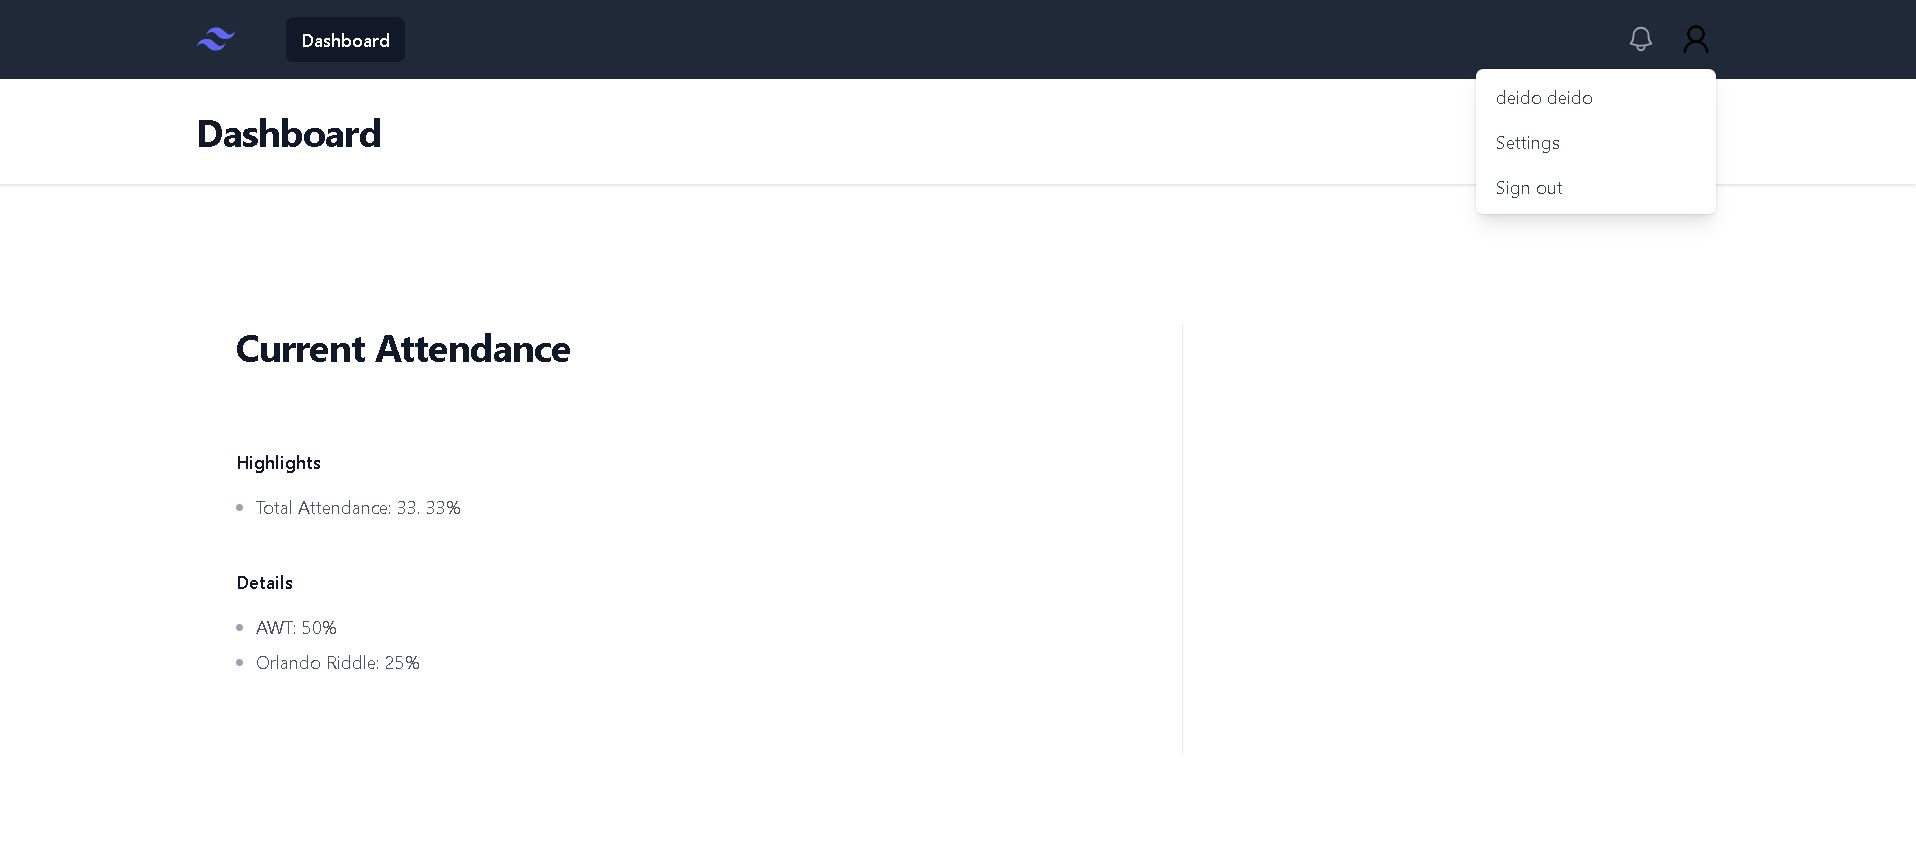 Dashboard
deido deido
Settings
Sign out
Dashboard
Current Attendance
Highlights
Total Attendance: 33. 33%
Details
AWT: 50%
Orlando Riddle: 25%